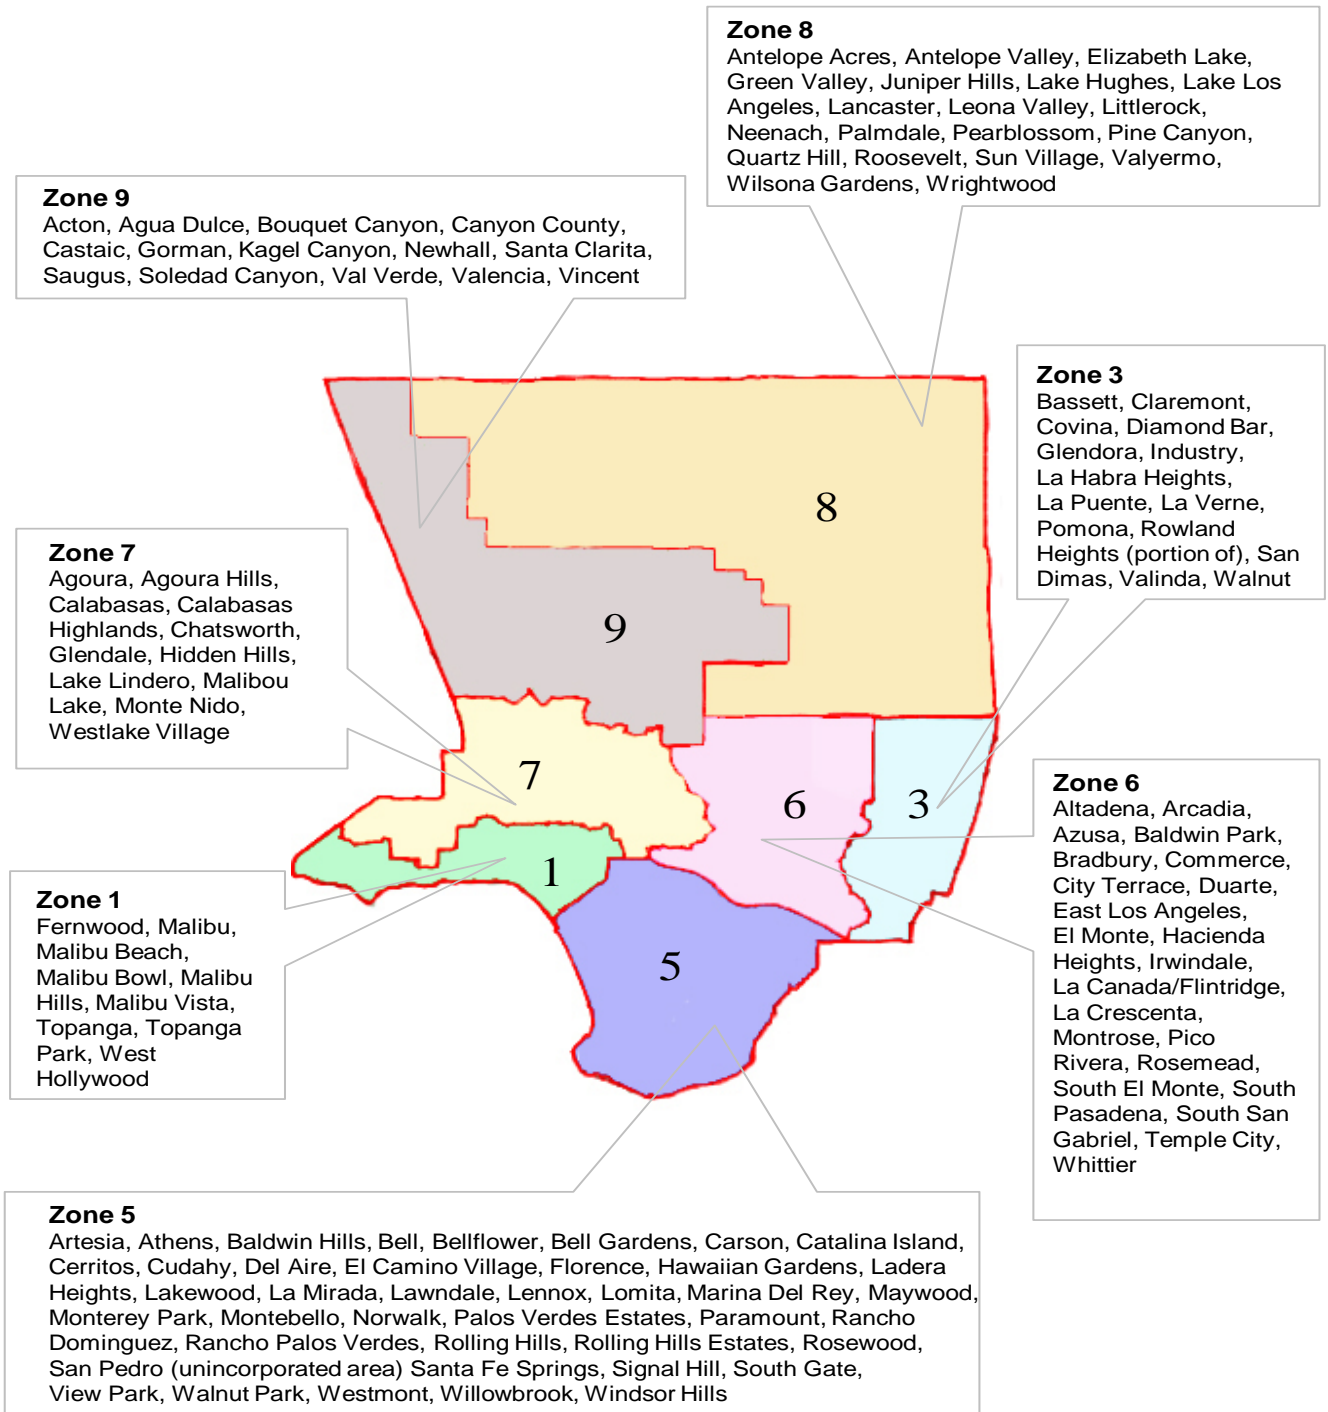 Zone 8
Antelope Acres, Antelope Valley, Elizabeth Lake,
Green Valley, Juniper Hills, Lake Hughes, Lake Los
Angeles, Lancaster, Leona Valley, Littlerock,
Neenach, Palmdale, Pearblossom, Pine Canyon,
Quartz Hill, Roosevelt, Sun Village, Valyermo,
Wilsona Gardens, Wrightwood
Zone 9
Acton, Agua Dulce, Bouquet Canyon, Canyon County,
Castaic, Gorman, Kagel Canyon, Newhall, Santa Clarita,
Saugus, Soledad Canyon, Val Verde, Valencia, Vincent
Zone 3
Bassett, Claremont,
Covina, Diamond Bar,
Glendora, Industry,
La Habra Heights,
La Puente, La Verne,
Pomona, Rowland
Heights (portion of), San
Dimas, Valinda, Walnut
Zone 7
Agoura, Agoura Hills,
Calabasas, Calabasas
Highlands, Chatsworth,
Glendale, Hidden Hills,
Lake Lindero, Malibou
Lake, Monte Nido,
Westlake Village
8
9
7
6
3
1
5
Zone 6
Altadena, Arcadia,
Azusa, Baldwin Park,
Bradbury, Commerce,
City Terrace, Duarte,
East Los Angeles,
El Monte, Hacienda
Heights, Irwindale,
La Canada/Flintridge,
La Crescenta,
Montrose, Pico
Rivera, Rosemead,
South El Monte, South
Pasadena, South San
Gabriel, Temple City,
Whittier
Zone 1
Fernwood, Malibu,
Malibu Beach,
Malibu Bowl, Malibu
Hills, Malibu Vista,
Topanga, Topanga
Park, West
Hollywood
Zone 5
Artesia, Athens, Baldwin Hills, Bell, Bellflower, Bell Gardens, Carson, Catalina Island,
Cerritos, Cudahy, Del Aire, El Camino Village, Florence, Hawaiian Gardens, Ladera
Heights, Lakewood, La Mirada, Lawndale, Lennox, Lomita, Marina Del Rey, Maywood,
Monterey Park, Montebello, Norwalk, Palos Verdes Estates, Paramount, Rancho
Dominguez, Rancho Palos Verdes, Rolling Hills, Rolling Hills Estates, Rosewood,
San Pedro (unincorporated area) Santa Fe Springs, Signal Hill, South Gate,
View Park, Walnut Park, Westmont, Willowbrook, Windsor Hills